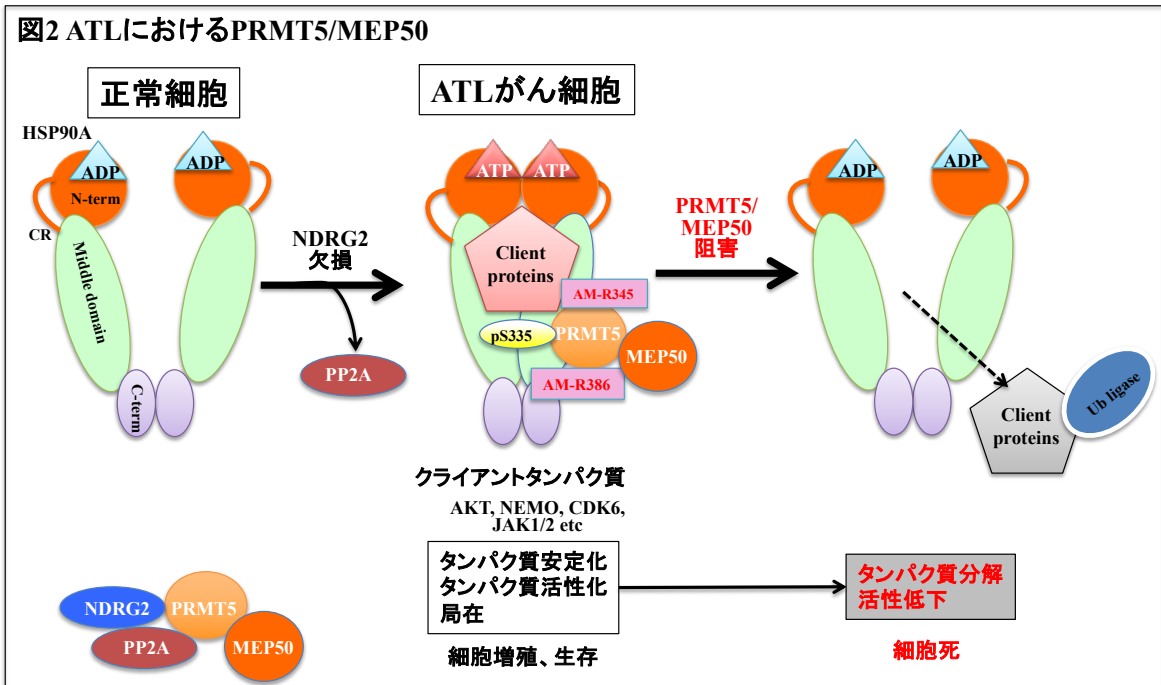 図2 ATLにおけるPRMT5/MEP50
正常細胞
ATLがん細胞
HSP90A
ADP
ADP
N-term
CR
Middle domain
C-term
NDRG2
欠損
PP2A
ATP
ATP
Client
proteins
AM-R345
pS335
PRMT5
MEP50
AM-R386
PRMT5/
MEP50
阻害
ADP
ADP
Client
proteins
Ub ligase
クライアントタンパク質
AKT, NEMO, CDK6,
JAK1/2 etc
タンパク質安定化
タンパク質活性化
局在
細胞増殖、生存
タンパク質分解
活性低下
細胞死
NDRG2
PRMT5
PP2A
MEP50